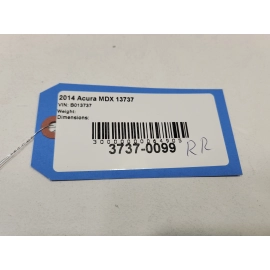 2014 Acura MDX 13737
VIN: B013737
Weight:
Dimensions:
3737-0099 RR